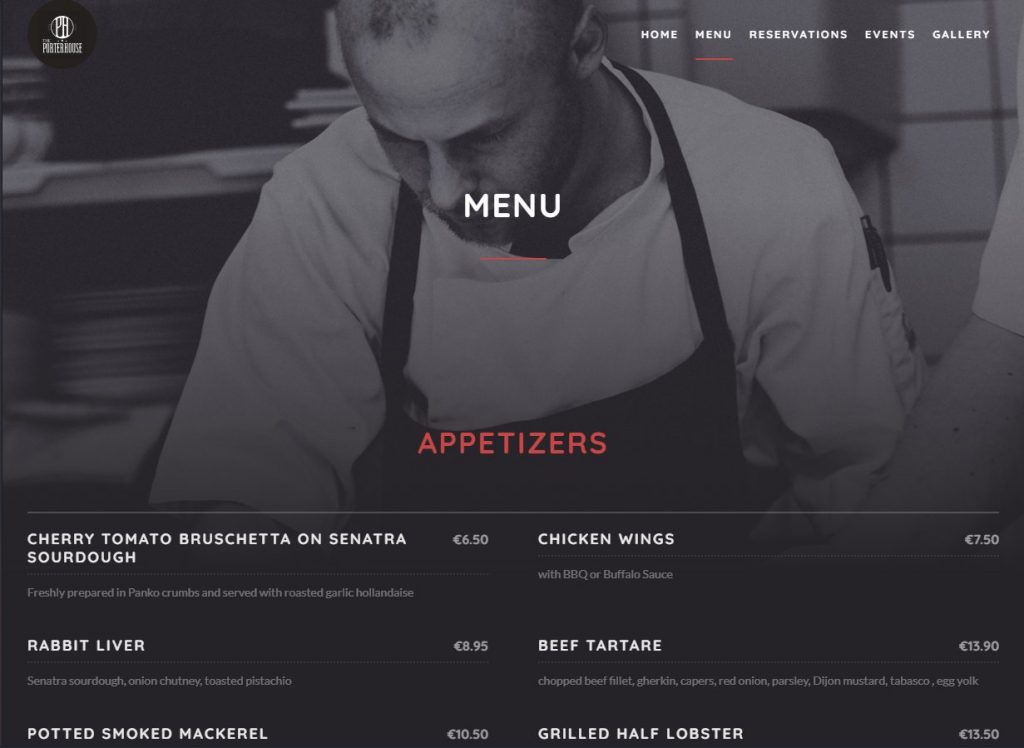 PH
THE
PORTERHOUSE
HOME MENU RESERVATIONS EVENTS GALLERY
MENU
APPETIZERS
CHERRY TOMATO BRUSCHETTA ON SENATRA
SOURDOUGH
€6.50
Freshly prepared in Panko crumbs and served with roasted garlic hollandaise
CHICKEN WINGS €7.50
with BBQ or Buffalo Sauce
RABBIT LIVER €8.95
Senatra sourdough, onion chutney, toasted pistachio
BEEF TARTARE €13.90
chopped beef fillet, gherkin, capers, red onion, parsley, Dijon mustard, tabasco , egg yolk
POTTED SMOKED MACKEREL €10.50
GRILLED HALF LOBSTER €13.50